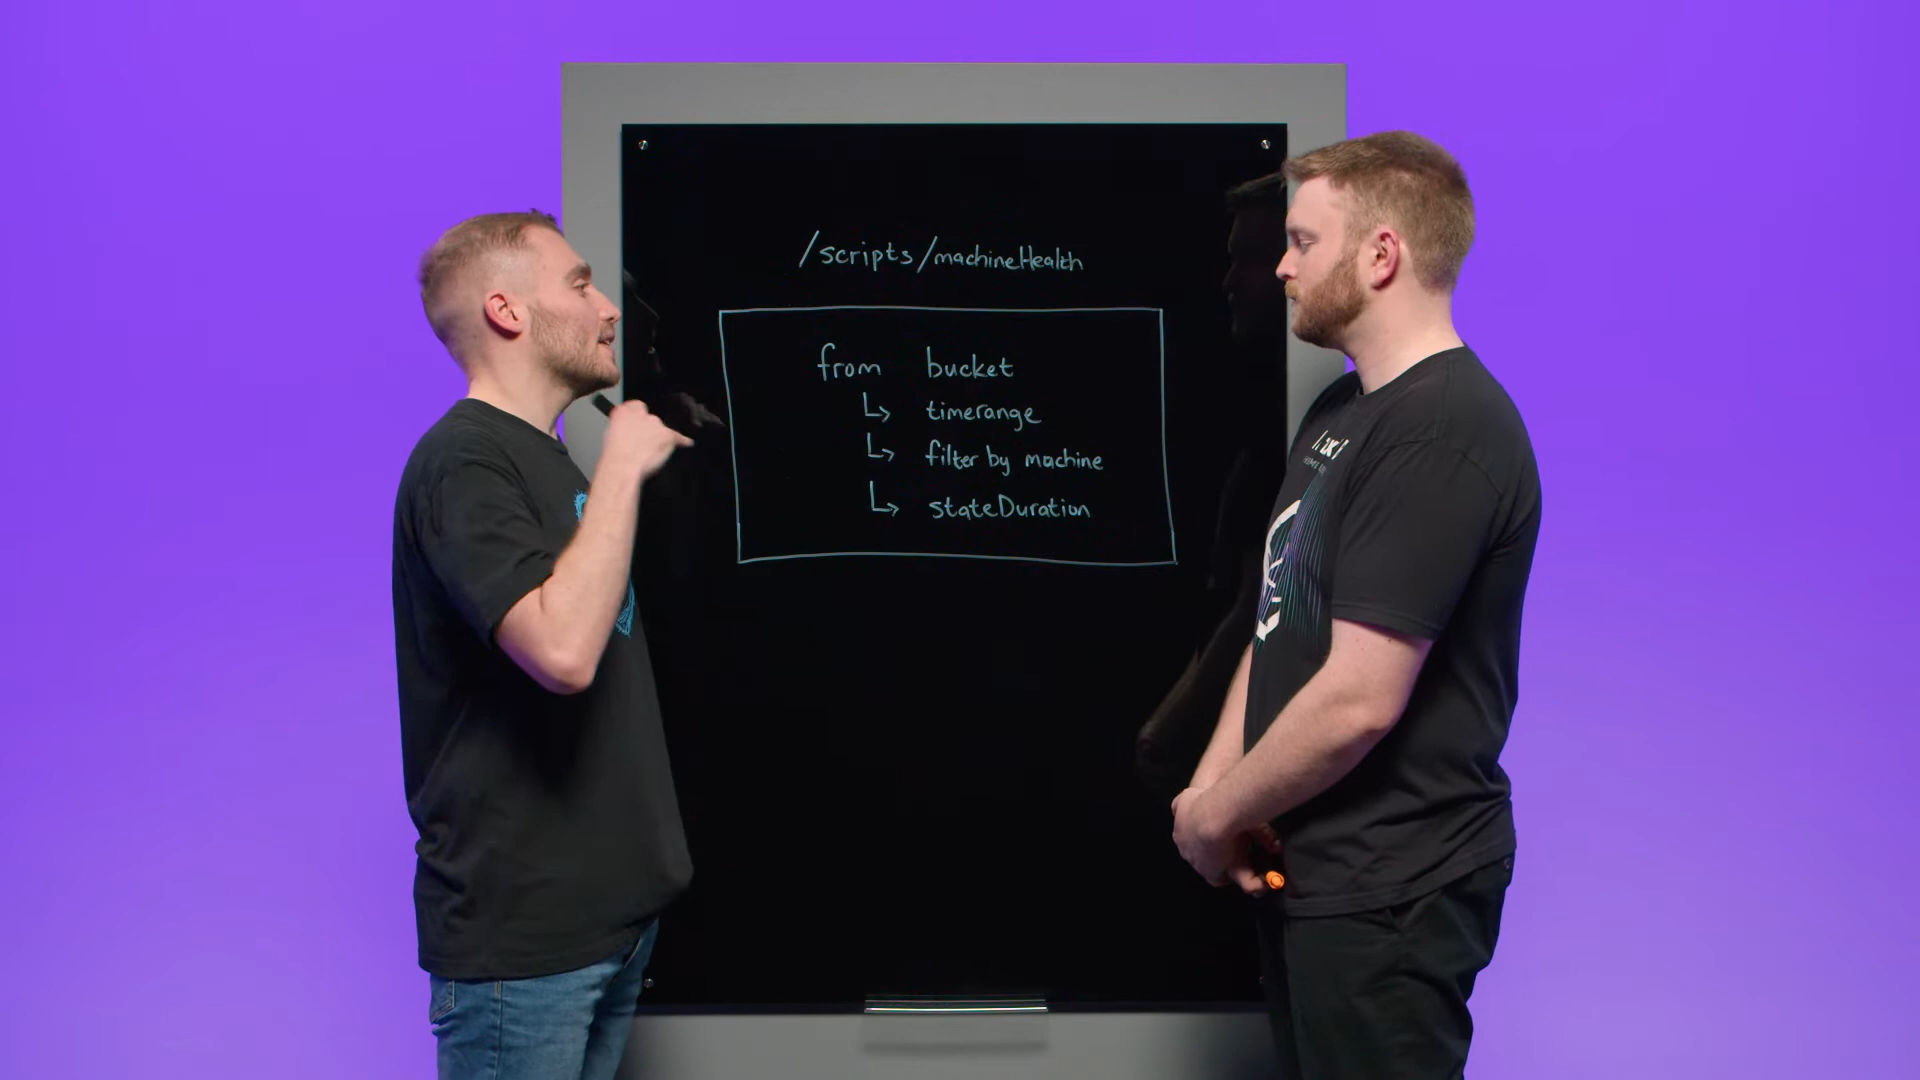 /scripts/machineHealth
from bucket
↳ timerange
↳ filter by machine
↳ stateDuration